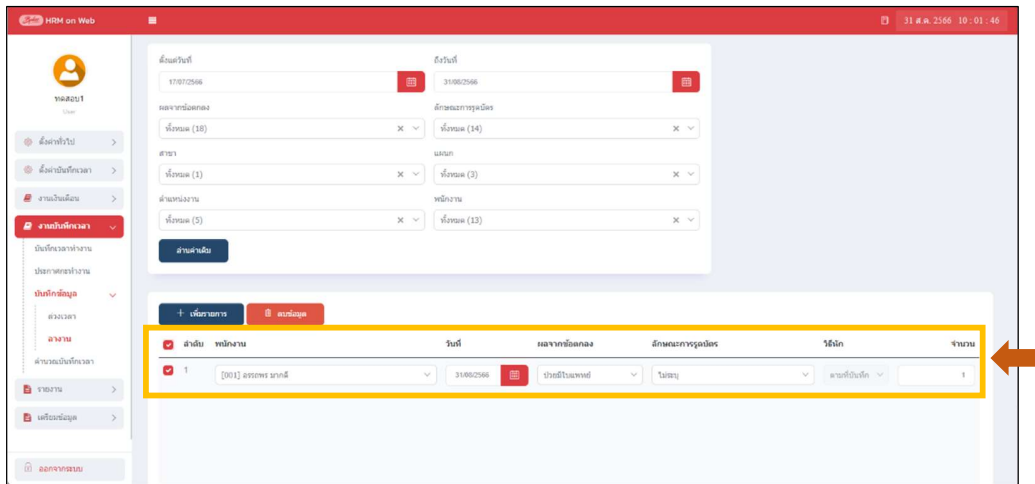 HRM on Web
31 ส.ค. 2566 10 : 01 : 46
ทดสอบ1
User
ตั้งค่าทั่วไป
ตั้งค่าบันทึกเวลา
งานเงินเดือน
งานบันทึกเวลา
บันทึกเวลาทำงาน
ประกาศกะทำงาน
บันทึกข้อมูล
ล่วงเวลา
ลางาน
คำนวณบันทึกเวลา
รายงาน
เตรียมข้อมูล
ออกจากระบบ
ตั้งแต่วันที่ ถึงวันที่
17/07/2566 31/08/2566
ผลจากข้อตกลง ลักษณะการรูดบัตร
ทั้งหมด (18) ทั้งหมด (14)
สาขา แผนก
ทั้งหมด (1) ทั้งหมด (3)
ตำแหน่งงาน พนักงาน
ทั้งหมด (5) ทั้งหมด (13)
อ่านค่าเดิม
+ เพิ่มรายการ ลบข้อมูล
ลำดับ พนักงาน วันที่ ผลจากข้อตกลง ลักษณะการรูดบัตร วิธีหัก จำนวน
1 [001] อรรถพร มากดี 31/08/2566 ป่วยมีใบแพทย์ ไม่ระบุ ตามที่บันทึก 1